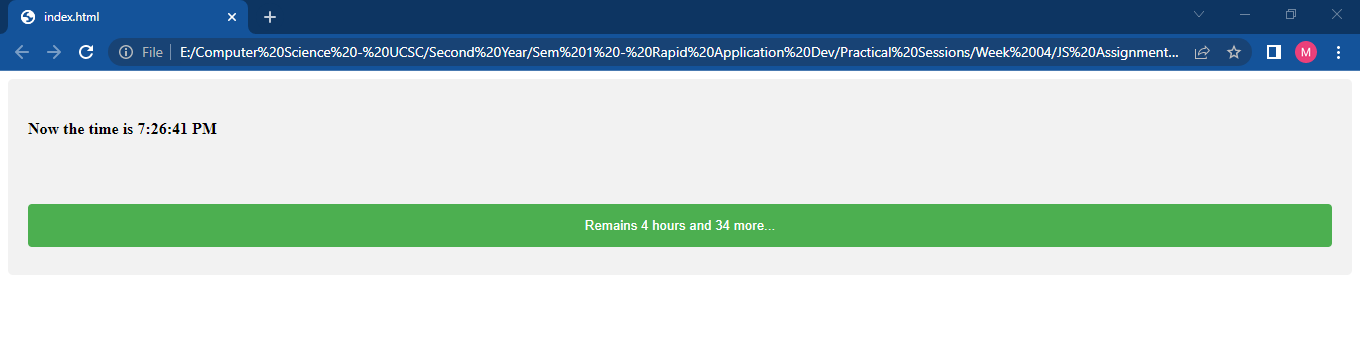 index.html
File
E:/Computer%20Science%20-%20UCSC/Second%20Year/Sem%201%20-%20Rapid%20Application%20Dev/Practical%20Sessions/Week%2004/JS%20Assignment...
M
Now the time is 7:26:41 PM
Remains 4 hours and 34 more...